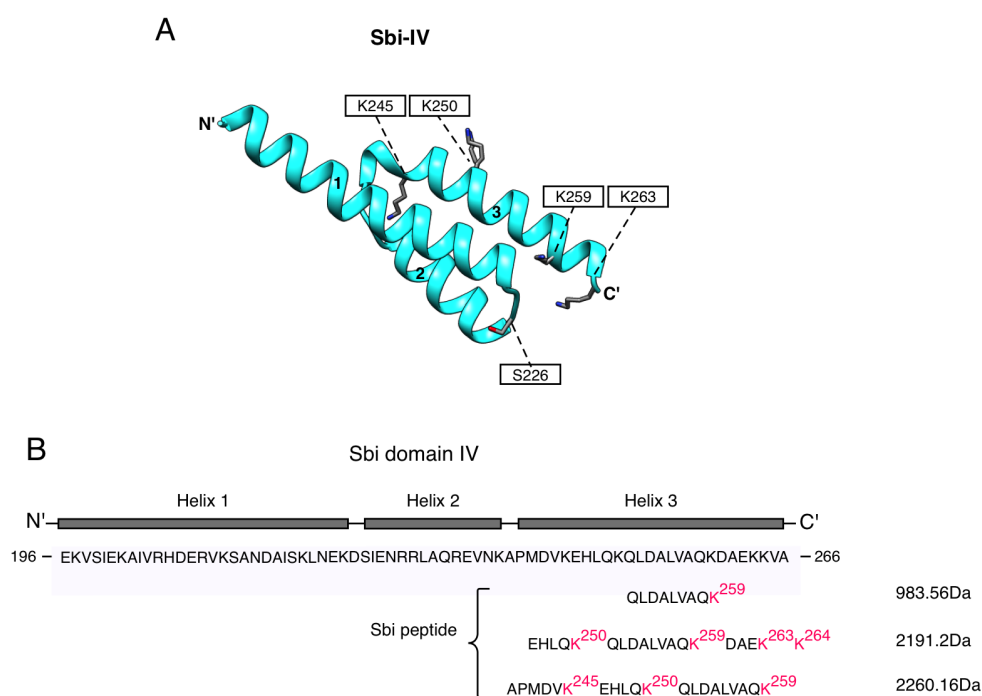 A
Sbi-IV
K245 K250
N'
1
K259 K263
3
2
C'
S226
B
Sbi domain IV
Helix 1 Helix 2 Helix 3
N' C'
196 EKVSIEKAIVRHDERVKSANDAISKLNEKDSIENRRLAQREVNKAPMDVKEHLQKQLDALVAQKDAEKKVA 266
QLDALVAQK259 983.56Da
Sbi peptide
EHLQK250QLDALVAQK259DAEK263K264 2191.2Da
APMDVK245EHLQK250QLDALVAQK259 2260.16Da